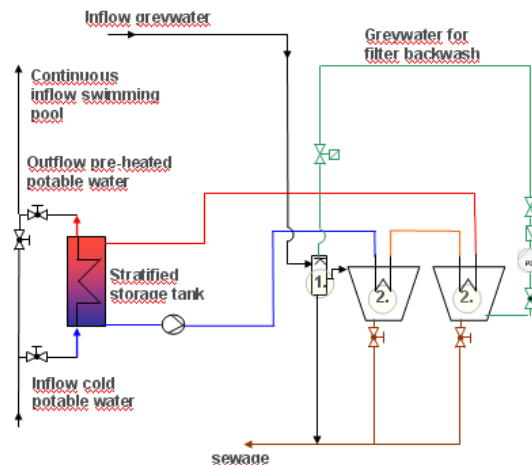 Inflow greywater
Greywater for
filter backwash
Continuous
inflow swimming
pool
Outflow pre-heated
potable water
Stratified
storage tank
1.
2.
2.
Inflow cold
potable water
sewage